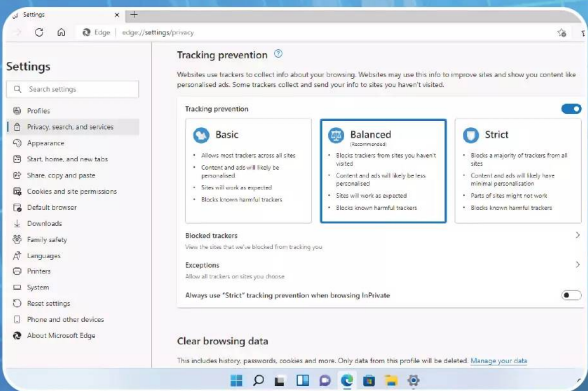 Settings
Edge
edge://settings/privacy
Settings
Search settings
Profiles
Privacy, search, and services
Appearance
Start, home, and new tabs
Share, copy and paste
Cookies and site permissions
Default browser
Downloads
Family safety
Languages
Printers
System
Reset settings
Phone and other devices
About Microsoft Edge
Tracking prevention
Websites use trackers to collect info about your browsing. Websites may use this info to improve sites and show you content like
personalised ads. Some trackers collect and send your info to sites you haven't visited.
Tracking prevention
Basic
Allows most trackers across all sites
Content and ads will likely be
personalised
Sites will work as expected
Blocks known harmful trackers
Balanced
(Recommended)
Blocks trackers from sites you haven't
visited
Content and ads will likely be less
personalised
Sites will work as expected
Blocks known harmful trackers
Strict
Blocks a majority of trackers from all
sites
Content and ads will likely have
minimal personalisation
Parts of sites might not work
Blocks known harmful trackers
Blocked trackers
View the sites that we've blocked from tracking you
Exceptions
Allow all trackers on sites you choose
Always use "Strict" tracking prevention when browsing InPrivate
Clear browsing data
This includes history, passwords, cookies and more. Only data from this profile will be deleted. Manage your data